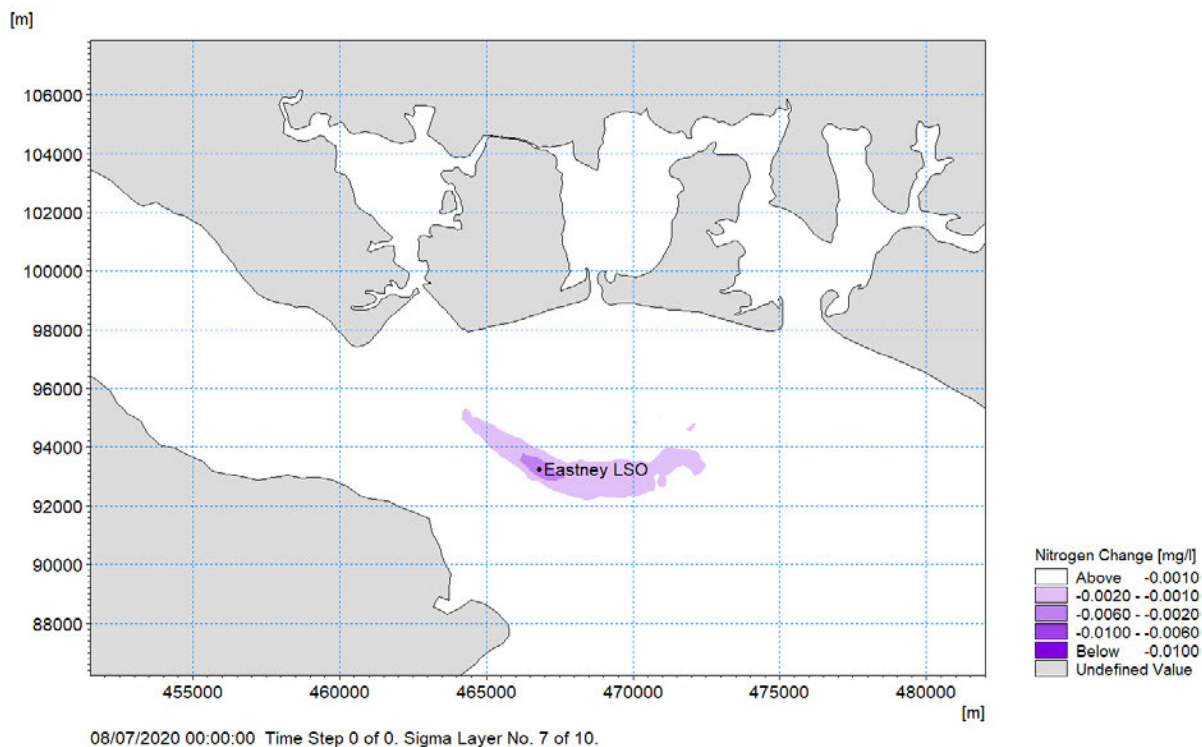 [m]
106000
104000
102000
100000
98000
96000
94000
92000
90000
88000
Eastney LSO
455000 460000 465000 470000 475000 480000
[m]
Nitrogen Change [mg/l]
Above -0.0010
-0.0020 - -0.0010
-0.0060 - -0.0020
-0.0100 - -0.0060
Below -0.0100
Undefined Value
08/07/2020 00:00:00 Time Step 0 of 0. Sigma Layer No. 7 of 10.